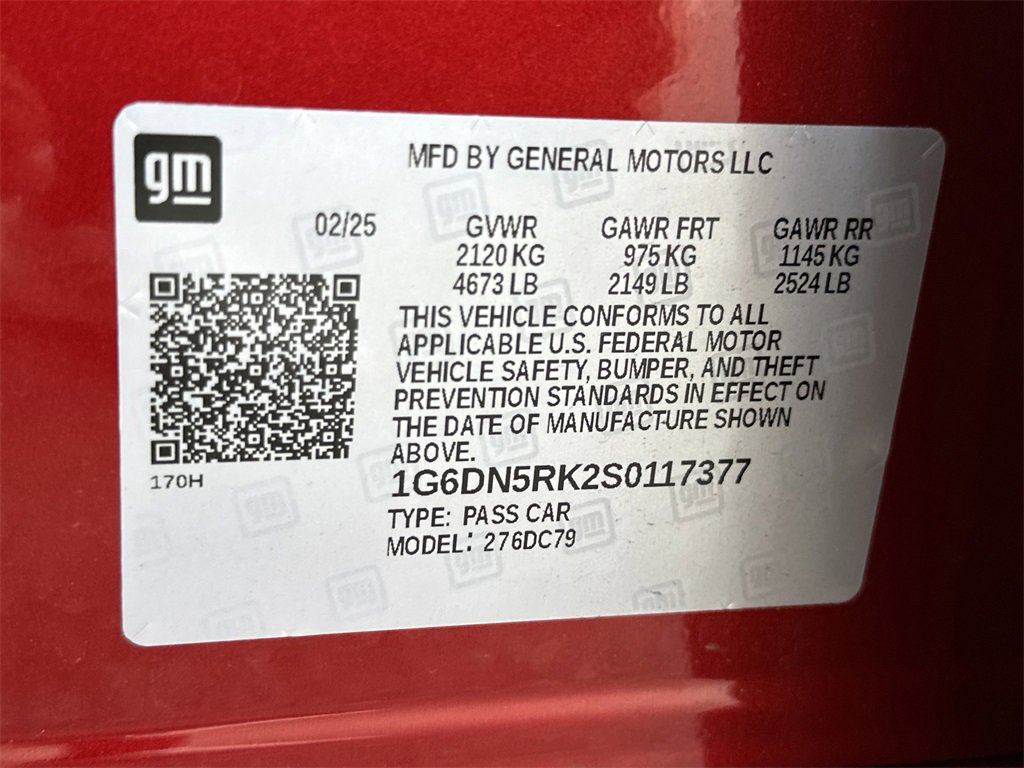 gm
MFD BY GENERAL MOTORS LLC
02/25 GVWR GAWR FRT GAWR RR
2120 KG 975 KG 1145 KG
4673 LB 2149 LB 2524 LB
THIS VEHICLE CONFORMS TO ALL
APPLICABLE U.S. FEDERAL MOTOR
VEHICLE SAFETY, BUMPER, AND THEFT
PREVENTION STANDARDS IN EFFECT ON
THE DATE OF MANUFACTURE SHOWN
ABOVE.
170H
1G6DN5RK2S0117377
TYPE: PASS CAR
MODEL: 276DC79